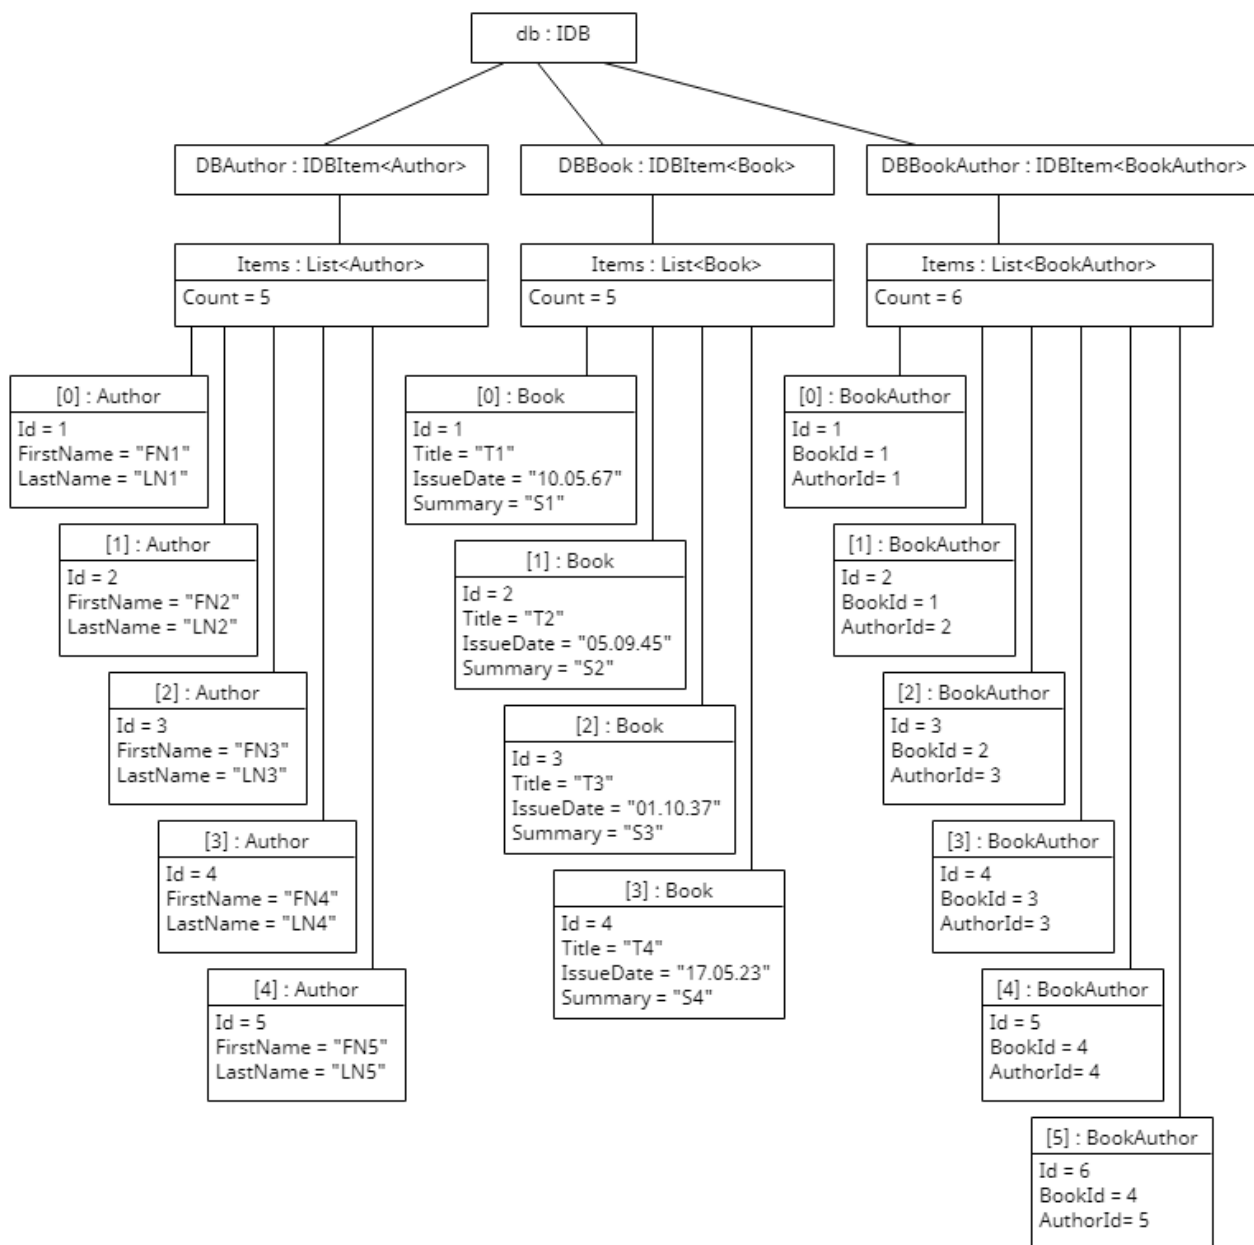 db : IDB
DBAuthor : IDBItem<Author>
DBBook : IDBItem<Book>
DBBookAuthor : IDBItem<BookAuthor>
Items : List<Author>
Count = 5
Items : List<Book>
Count = 5
Items : List<BookAuthor>
Count = 6
[0] : Author
Id = 1
FirstName = "FN1"
LastName = "LN1"
[1] : Author
Id = 2
FirstName = "FN2"
LastName = "LN2"
[2] : Author
Id = 3
FirstName = "FN3"
LastName = "LN3"
[3] : Author
Id = 4
FirstName = "FN4"
LastName = "LN4"
[4] : Author
Id = 5
FirstName = "FN5"
LastName = "LN5"
[0] : Book
Id = 1
Title = "T1"
IssueDate = "10.05.67"
Summary = "S1"
[1] : Book
Id = 2
Title = "T2"
IssueDate = "05.09.45"
Summary = "S2"
[2] : Book
Id = 3
Title = "T3"
IssueDate = "01.10.37"
Summary = "S3"
[3] : Book
Id = 4
Title = "T4"
IssueDate = "17.05.23"
Summary = "S4"
[0] : BookAuthor
Id = 1
BookId = 1
AuthorId= 1
[1] : BookAuthor
Id = 2
BookId = 1
AuthorId= 2
[2] : BookAuthor
Id = 3
BookId = 2
AuthorId= 3
[3] : BookAuthor
Id = 4
BookId = 3
AuthorId= 3
[4] : BookAuthor
Id = 5
BookId = 4
AuthorId= 4
[5] : BookAuthor
Id = 6
BookId = 4
AuthorId= 5